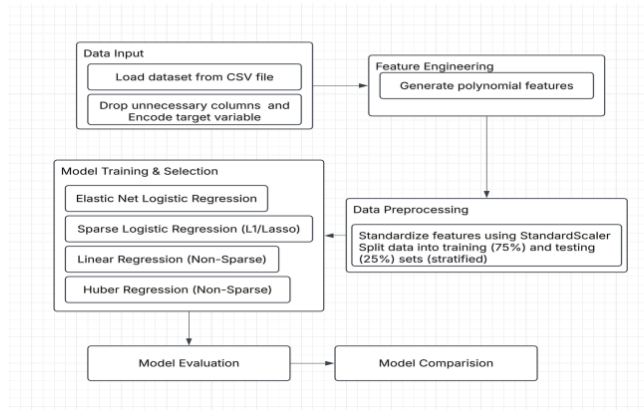 Data Input
Load dataset from CSV file
Drop unnecessary columns and
Encode target variable
Feature Engineering
Generate polynomial features
Data Preprocessing
Standardize features using StandardScaler
Split data into training (75%) and testing
(25%) sets (stratified)
Model Training & Selection
Elastic Net Logistic Regression
Sparse Logistic Regression (L1/Lasso)
Linear Regression (Non-Sparse)
Huber Regression (Non-Sparse)
Model Evaluation
Model Comparision